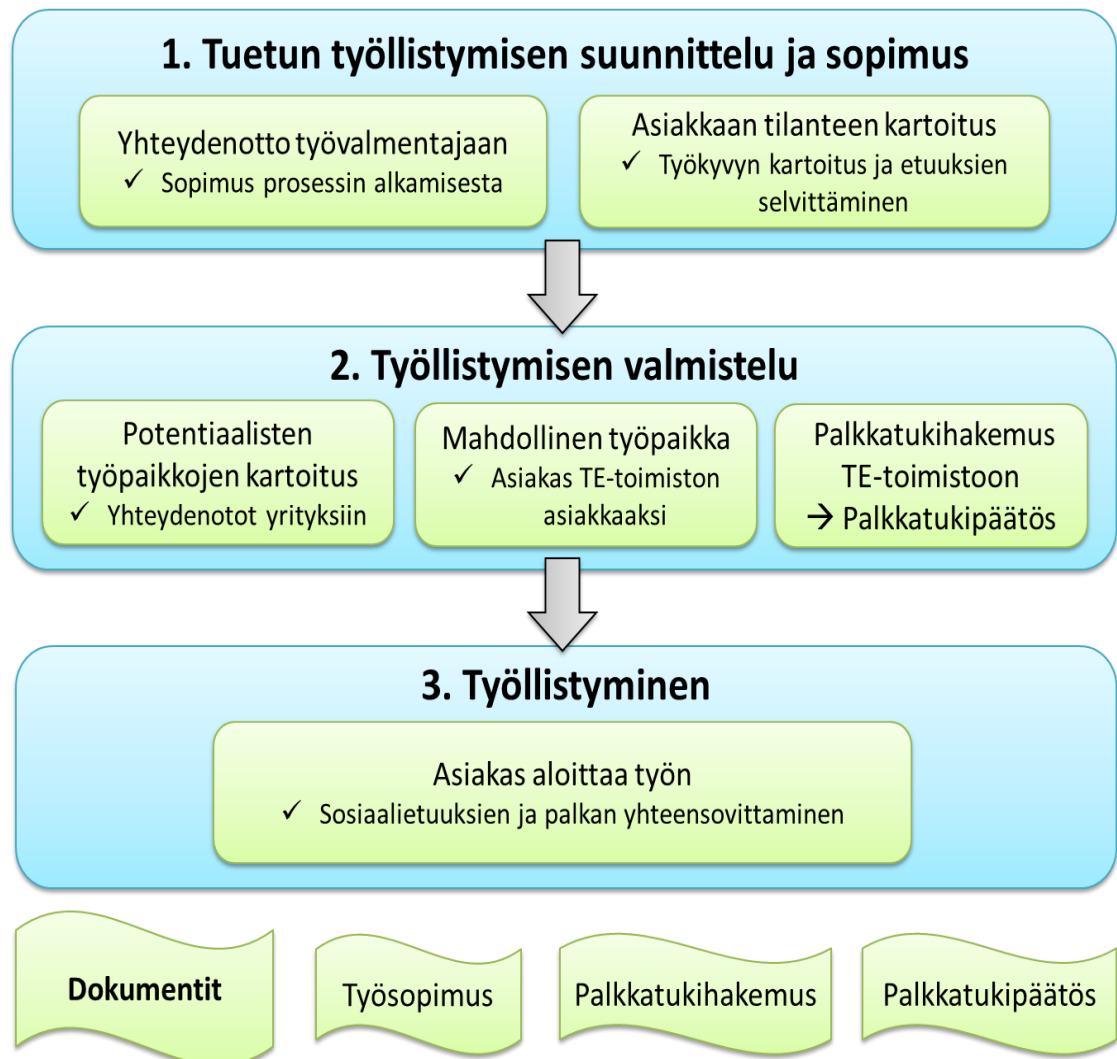 1. Tuetun työllistymisen suunnittelu ja sopimus
Yhteydenotto työvalmentajaan
✓ Sopimus prosessin alkamisesta
Asiakkaan tilanteen kartoitus
✓ Työkyvyn kartoitus ja etuuksien
selvittäminen
2. Työllistymisen valmistelu
Potentiaalisten
työpaikkojen kartoitus
✓ Yhteydenotot yrityksiin
Mahdollinen työpaikka
✓ Asiakas TE-toimiston
asiakkaaksi
Palkkatukihakemus
TE-toimistoon
→ Palkkatukipäätös
3. Työllistyminen
Asiakas aloittaa työn
✓ Sosiaalietuuksien ja palkan yhteensovittaminen
Dokumentit
Työsopimus
Palkkatukihakemus
Palkkatukipäätös